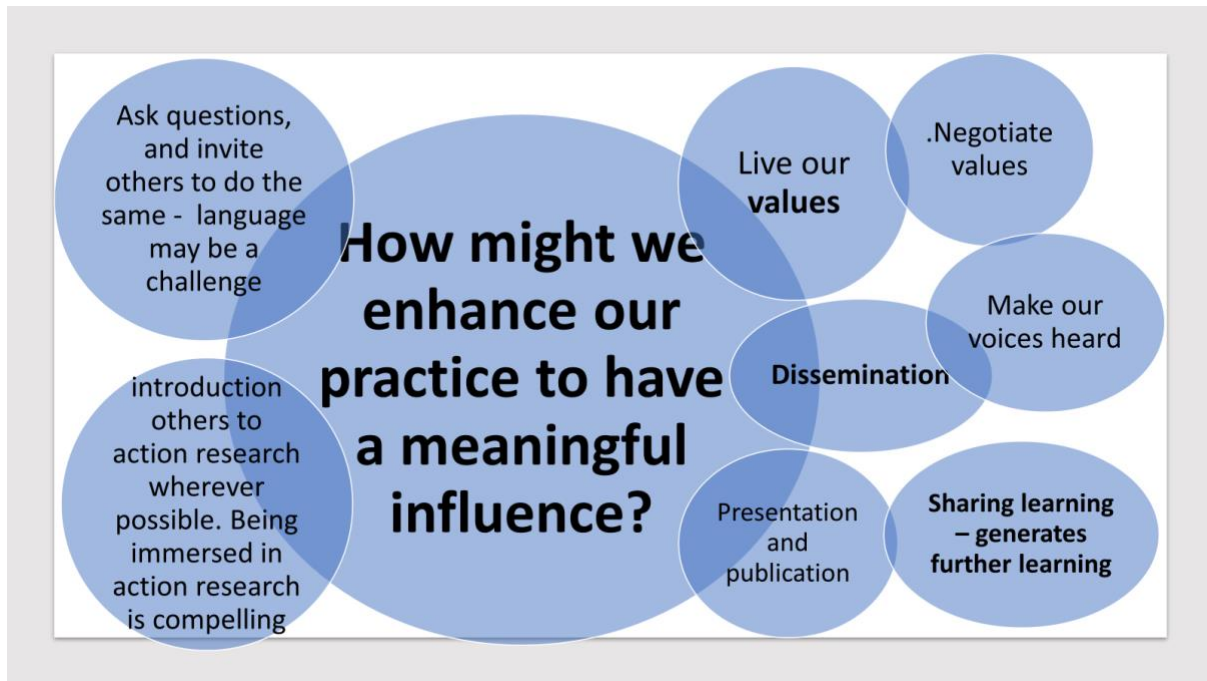 Ask questions,
and invite
others to do the
same - language
may be a
challenge
introduction
others to
action research
wherever
possible. Being
immersed in
action research
is compelling
How might we
enhance our
practice to have
a meaningful
influence?
Live our
values
.Negotiate
values
Make our
voices heard
Dissemination
Presentation
and
publication
Sharing learning
– generates
further learning